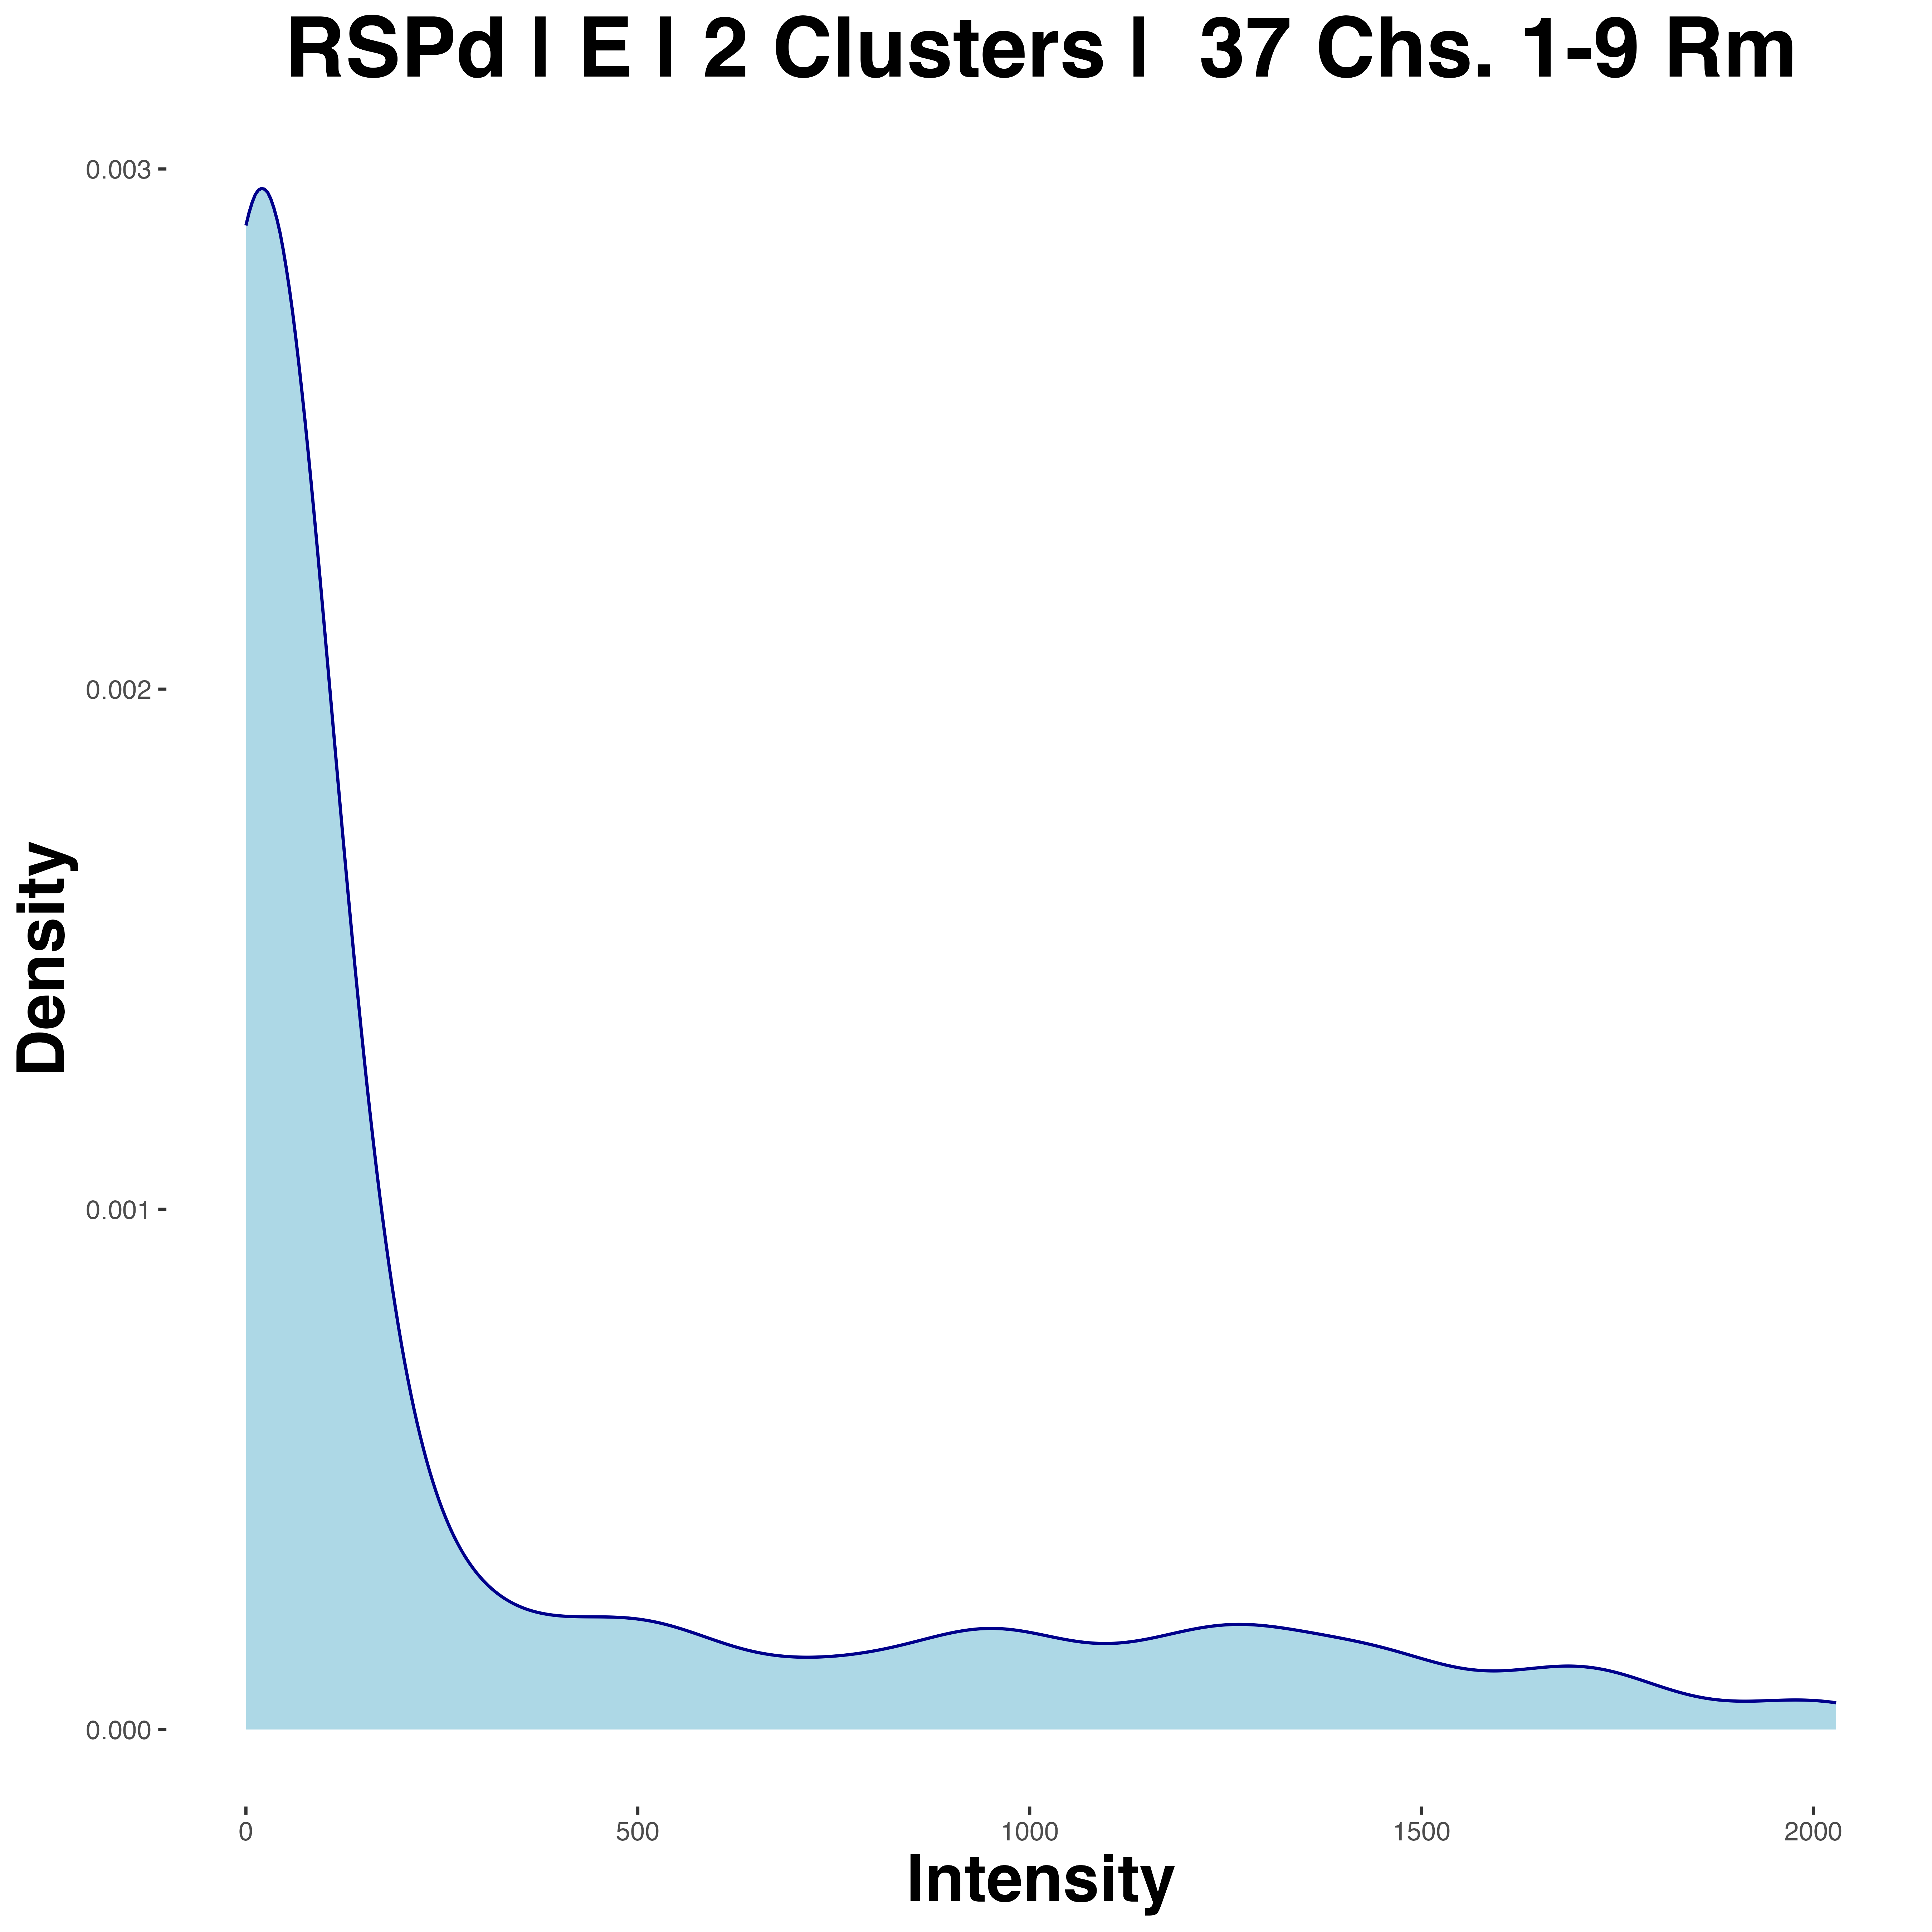 RSPd | E | 2 Clusters |  37 Chs. 1-9 Rm
0.003
0.002
0.001
0.000
Density
0 500 1000 1500 2000
Intensity